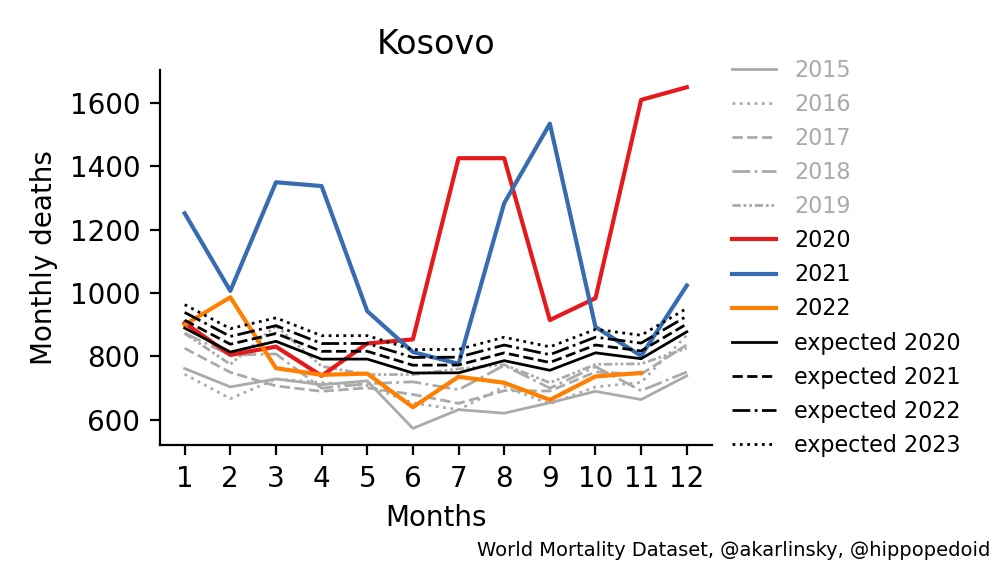 Kosovo
Monthly deaths
1600
1400
1200
1000
800
600
1 2 3 4 5 6 7 8 9 10 11 12
Months
2015
2016
2017
2018
2019
2020
2021
2022
expected 2020
expected 2021
expected 2022
expected 2023
World Mortality Dataset, @akarlinsky, @hippopedoid